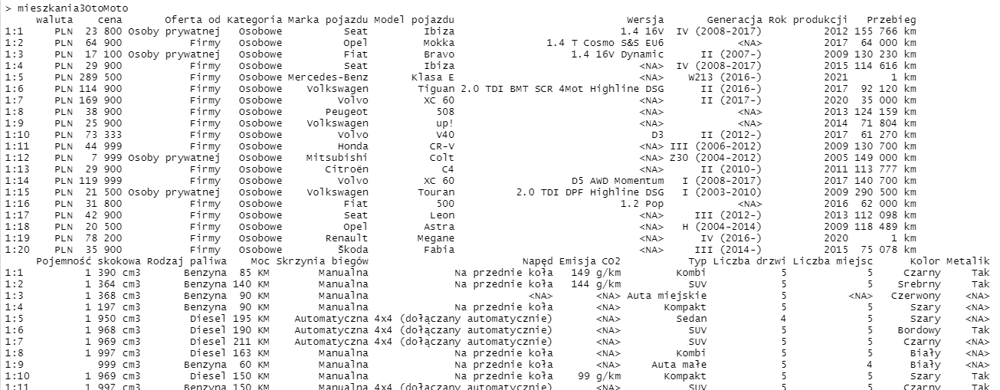 > mieszkania3OtoMoto
waluta cena Oferta od Kategoria Marka pojazdu Model pojazdu Wersja Generacja Rok produkcji Przebieg
1:1 PLN 23 800 Osoby prywatnej Osobowe Seat Ibiza 1.4 16V IV (2008-2017) 2012 155 766 km
1:2 PLN 64 900 Firmy Osobowe Opel Mokka 1.4 T Cosmo S&S EU6 <NA> 2017 64 000 km
1:3 PLN 17 100 Osoby prywatnej Osobowe Fiat Bravo 1.4 16V Dynamic II (2007-) 2009 130 230 km
1:4 PLN 29 900 Firmy Osobowe Seat Ibiza <NA> IV (2008-2017) 2015 114 616 km
1:5 PLN 289 500 Firmy Osobowe Mercedes-Benz Klasa E <NA> W213 (2016-) 2021 1 km
1:6 PLN 114 900 Firmy Osobowe Volkswagen Tiguan 2.0 TDI BMT SCR 4Mot Highline DSG II (2016-) 2017 92 120 km
1:7 PLN 169 900 Firmy Osobowe Volvo XC 60 <NA> II (2017-) 2020 35 000 km
1:8 PLN 38 900 Firmy Osobowe Peugeot 508 <NA> <NA> 2013 124 159 km
1:9 PLN 25 900 Firmy Osobowe Volkswagen up! <NA> <NA> 2014 71 804 km
1:10 PLN 73 333 Firmy Osobowe Volvo V40 D3 II (2012-) 2017 61 270 km
1:11 PLN 44 999 Firmy Osobowe Honda CR-V <NA> III (2006-2012) 2009 130 700 km
1:12 PLN 7 999 Osoby prywatnej Osobowe Mitsubishi Colt <NA> Z30 (2004-2012) 2005 149 000 km
1:13 PLN 29 900 Firmy Osobowe Citroën C4 <NA> II (2010-) 2011 113 777 km
1:14 PLN 119 999 Firmy Osobowe Volvo XC 60 D5 AWD Momentum I (2008-2017) 2017 140 700 km
1:15 PLN 21 500 Osoby prywatnej Osobowe Volkswagen Touran 2.0 TDI DPF Highline DSG I (2003-2010) 2009 290 500 km
1:16 PLN 31 800 Firmy Osobowe Fiat 500 1.2 Pop <NA> 2016 62 000 km
1:17 PLN 42 900 Firmy Osobowe Seat Leon <NA> III (2012-) 2013 112 098 km
1:18 PLN 20 500 Firmy Osobowe Opel Astra <NA> H (2004-2014) 2009 118 489 km
1:19 PLN 78 200 Firmy Osobowe Renault Megane <NA> IV (2016-) 2020 1 km
1:20 PLN 35 900 Firmy Osobowe Škoda Fabia <NA> III (2014-) 2015 75 078 km
Pojemność skokowa Rodzaj paliwa Moc Skrzynia biegów Napęd Emisja CO2 Typ Liczba drzwi Liczba miejsc Kolor Metalik
1:1 1 390 cm3 Benzyna 85 KM Manualna Na przednie koła 149 g/km Kombi 5 5 Czarny Tak
1:2 1 364 cm3 Benzyna 140 KM Manualna Na przednie koła 144 g/km SUV 5 5 Srebrny Tak
1:3 1 368 cm3 Benzyna 90 KM Manualna <NA> <NA> Auta miejskie 5 <NA> Czerwony <NA>
1:4 1 197 cm3 Benzyna 90 KM Manualna Na przednie koła <NA> Kompakt 5 5 Szary <NA>
1:5 1 950 cm3 Diesel 195 KM Automatyczna 4x4 (dołączany automatycznie) <NA> Sedan 4 5 Szary <NA>
1:6 1 968 cm3 Diesel 190 KM Automatyczna 4x4 (dołączany automatycznie) <NA> SUV 5 5 Bordowy Tak
1:7 1 969 cm3 Diesel 211 KM Automatyczna 4x4 (dołączany automatycznie) <NA> SUV 5 5 Czarny <NA>
1:8 1 997 cm3 Diesel 163 KM Manualna Na przednie koła <NA> Kombi 5 5 Biały <NA>
1:9 999 cm3 Benzyna 60 KM Manualna Na przednie koła <NA> Auta małe 5 4 Biały <NA>
1:10 1 969 cm3 Diesel 150 KM Manualna Na przednie koła 99 g/km Kompakt 5 5 Szary Tak
1:11 1 997 cm3 Benzyna 150 KM Manualna 4x4 (dołączany automatycznie) <NA> SUV 5 5 Czarny Tak